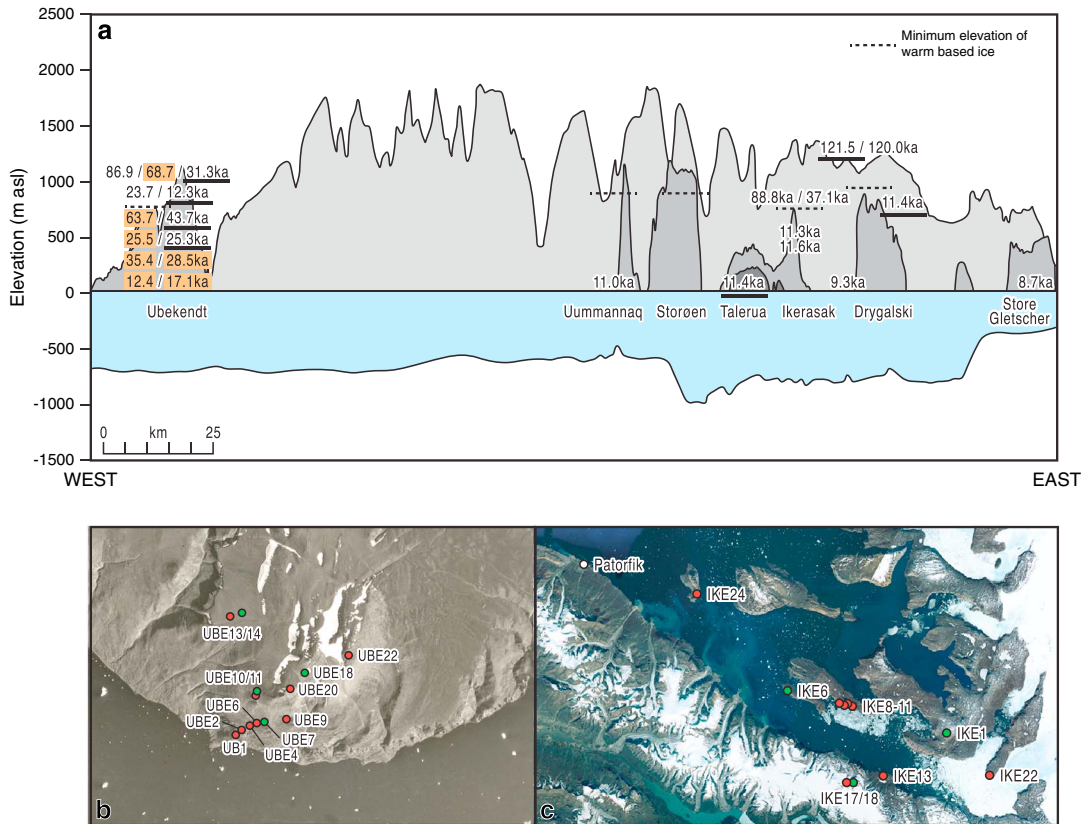 a
2500
2000
1500
1000
500
0
-500
-1000
-1500
Elevation (m asl)
Minimum elevation of
warm based ice
86.9 / 68.7 / 31.3ka
23.7 / 12.3ka
63.7 / 43.7ka
25.5 / 25.3ka
35.4 / 28.5ka
12.4 / 17.1ka
121.5 / 120.0ka
88.8ka / 37.1ka
11.4ka
11.3ka
11.6ka
11.0ka
11.4ka
9.3ka
8.7ka
Ubekendt
Uummannaq
Storøen
Talerua
Ikerasak
Drygalski
Store
Gletscher
0 km 25
WEST
EAST
UBE13/14
UBE22
UBE18
UBE10/11
UBE20
UBE6
UBE2
UBE9
UB1
UBE7
UBE4
b
Patorfik
IKE24
IKE6
IKE8-11
IKE1
IKE13
IKE22
IKE17/18
c